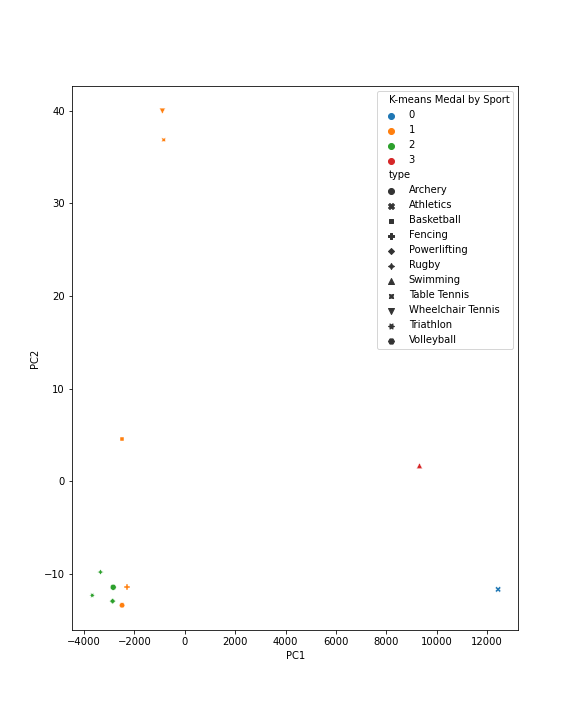 K-means Medal by Sport
0
1
2
3
type
Archery
Athletics
Basketball
Fencing
Powerlifting
Rugby
Swimming
Table Tennis
Wheelchair Tennis
Triathlon
Volleyball
40
30
20
10
0
−10
PC2
−4000 −2000 0 2000 4000 6000 8000 10000 12000
PC1